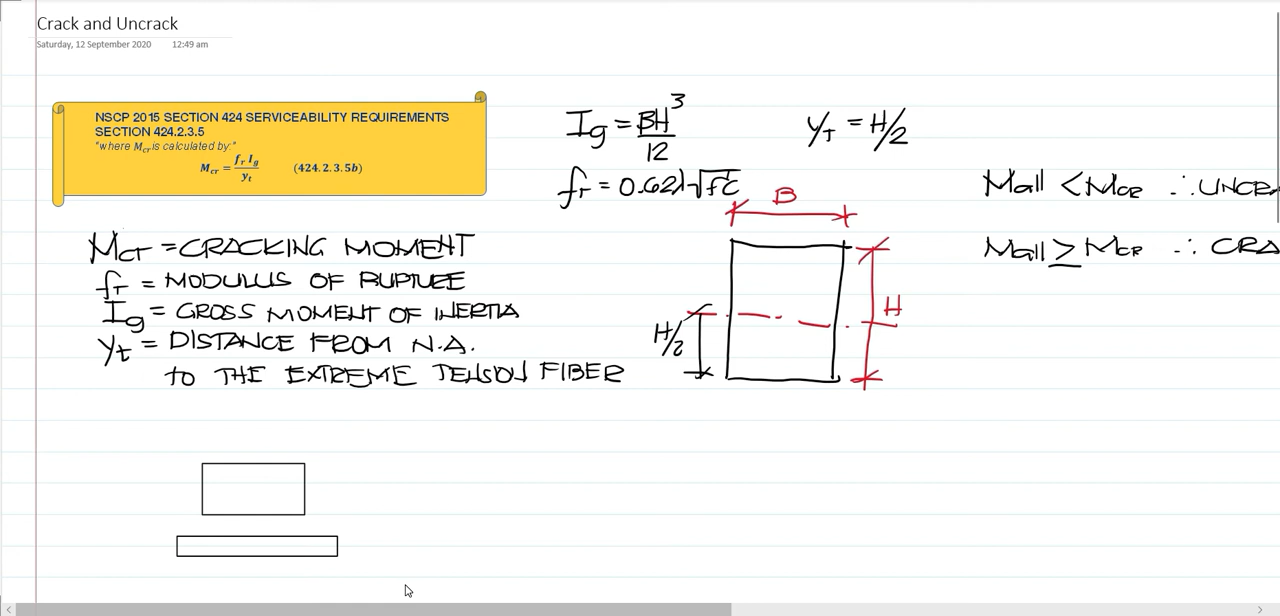 Crack and Uncrack
Saturday, 12 September 2020 12:49 am
NSCP 2015 SECTION 424 SERVICEABILITY REQUIREMENTS
SECTION 424.2.3.5
"where Mcr is calculated by:"
Mcr = fr Ig / yt (424.2.3.5b)
Mcr = CRACKING MOMENT
fr = MODULUS OF RUPTURE
Ig = GROSS MOMENT OF INERTIA
yt = DISTANCE FROM N.A.
TO THE EXTREME TENSION FIBER
Ig = BH³/12
yT = H/2
fr = 0.62λ√f'c
B
H
H/2
Mall < MCR ∴ UNCRA
Mall ≥ MCR ∴ CRA